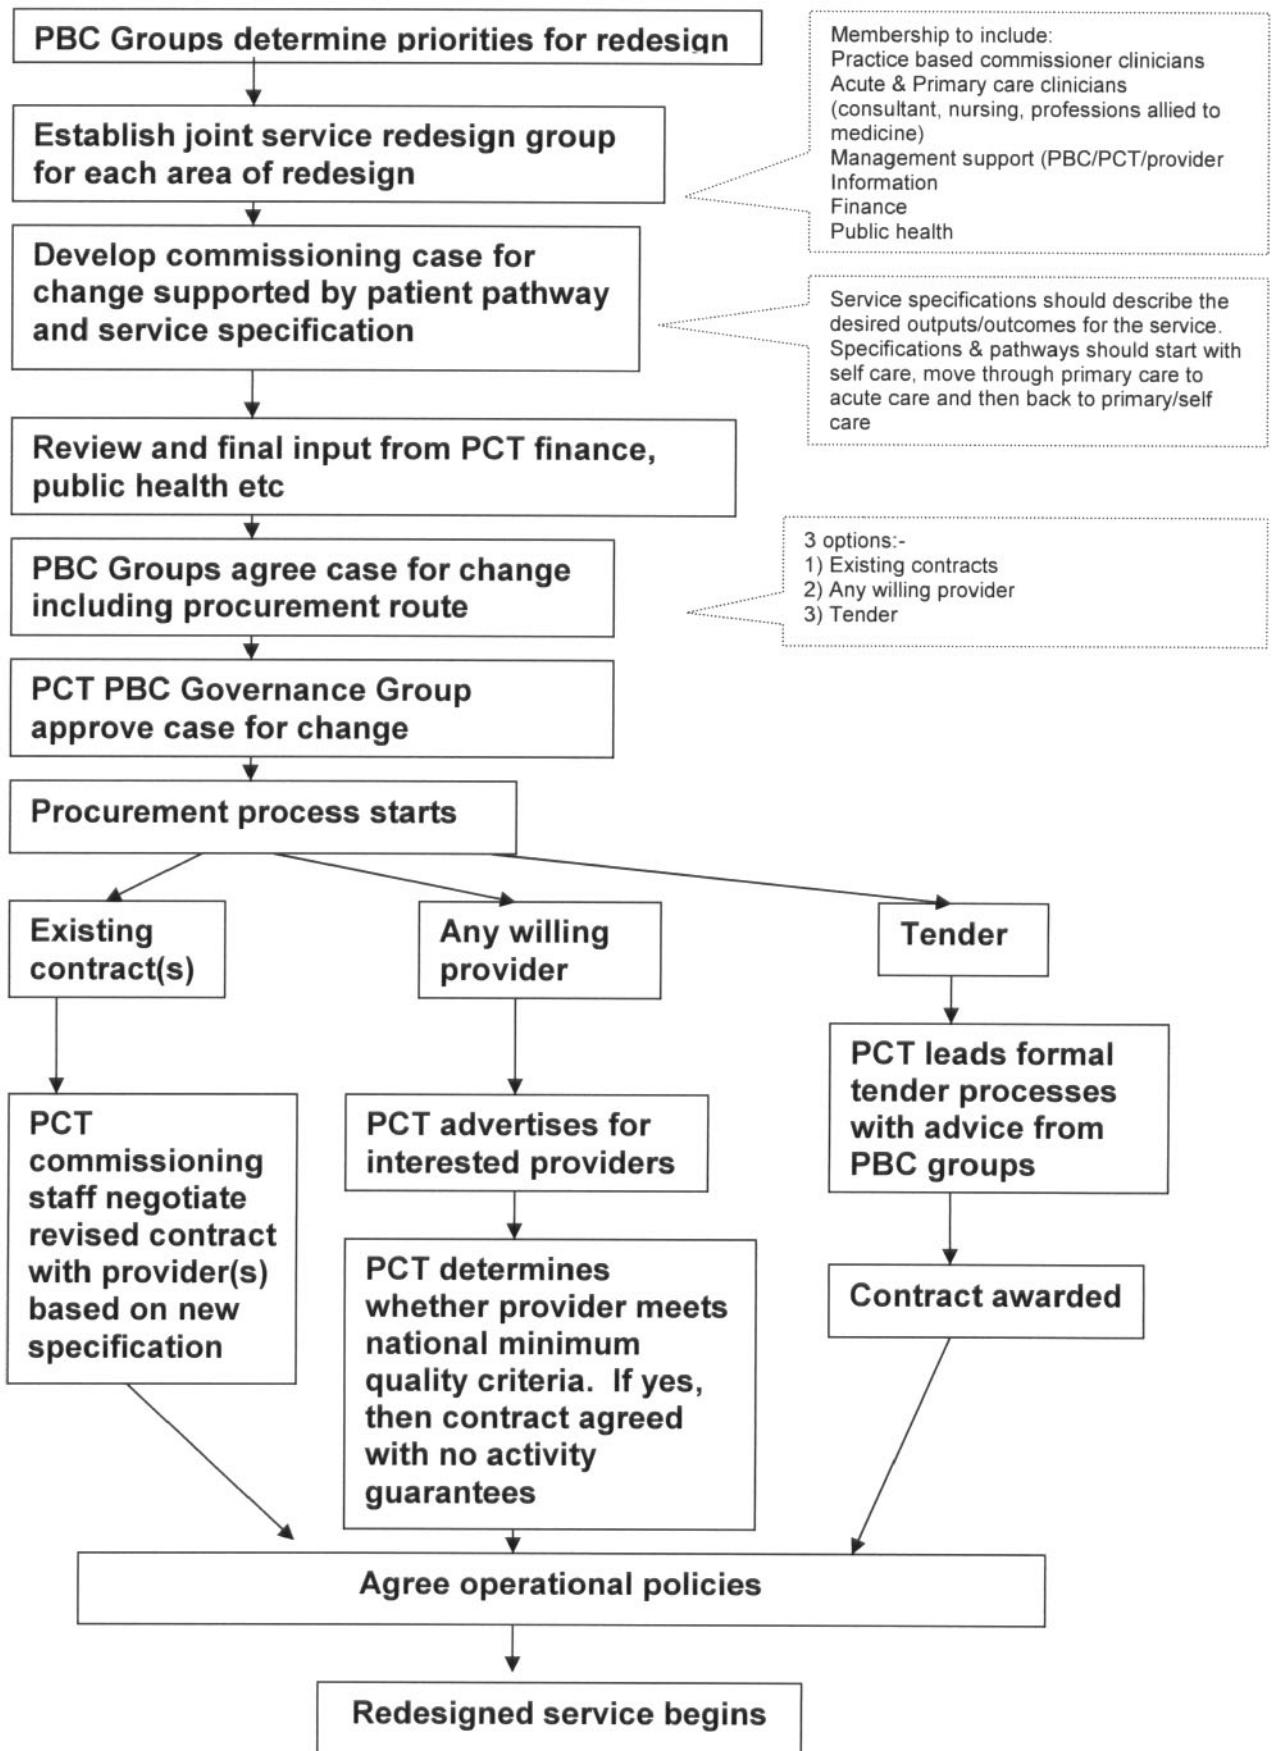 PBC Groups determine priorities for redesign
Membership to include:
Practice based commissioner clinicians
Acute & Primary care clinicians
(consultant, nursing, professions allied to
medicine)
Management support (PBC/PCT/provider
Information
Finance
Public health
Establish joint service redesign group
for each area of redesign
Develop commissioning case for
change supported by patient pathway
and service specification
Service specifications should describe the
desired outputs/outcomes for the service.
Specifications & pathways should start with
self care, move through primary care to
acute care and then back to primary/self
care
Review and final input from PCT finance,
public health etc
PBC Groups agree case for change
including procurement route
3 options:-
1) Existing contracts
2) Any willing provider
3) Tender
PCT PBC Governance Group
approve case for change
Procurement process starts
Existing
contract(s)
Any willing
provider
Tender
PCT
commissioning
staff negotiate
revised contract
with provider(s)
based on new
specification
PCT advertises for
interested providers
PCT determines
whether provider meets
national minimum
quality criteria.  If yes,
then contract agreed
with no activity
guarantees
PCT leads formal
tender processes
with advice from
PBC groups
Contract awarded
Agree operational policies
Redesigned service begins